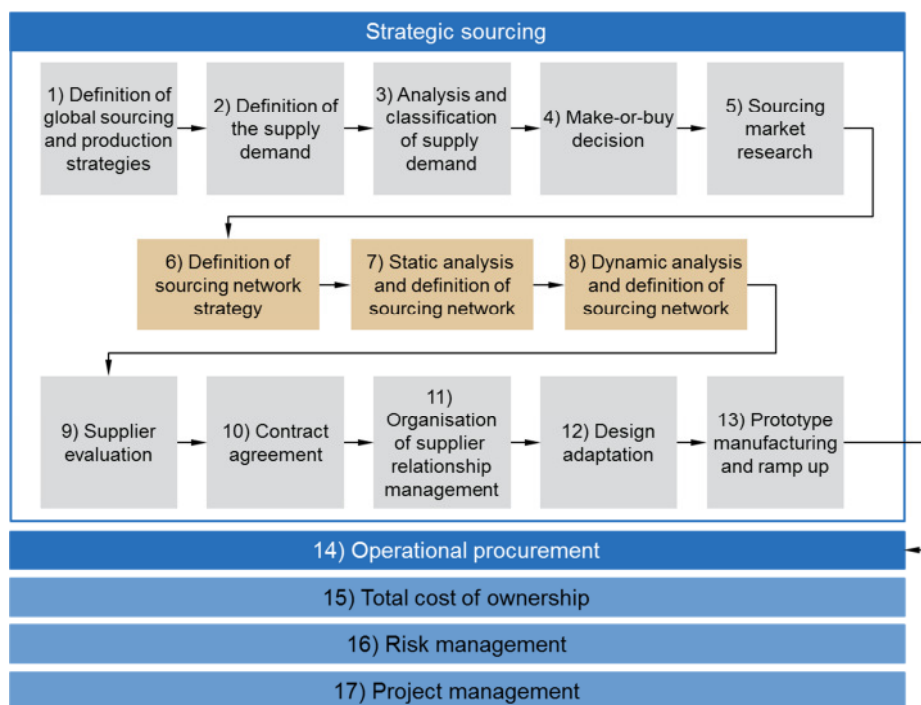 Strategic sourcing
1) Definition of
global sourcing
and production
strategies
2) Definition of
the supply
demand
3) Analysis and
classification
of supply
demand
4) Make-or-buy
decision
5) Sourcing
market
research
6) Definition of
sourcing network
strategy
7) Static analysis
and definition of
sourcing network
8) Dynamic analysis
and definition of
sourcing network
9) Supplier
evaluation
10) Contract
agreement
11)
Organisation
of supplier
relationship
management
12) Design
adaptation
13) Prototype
manufacturing
and ramp up
14) Operational procurement
15) Total cost of ownership
16) Risk management
17) Project management